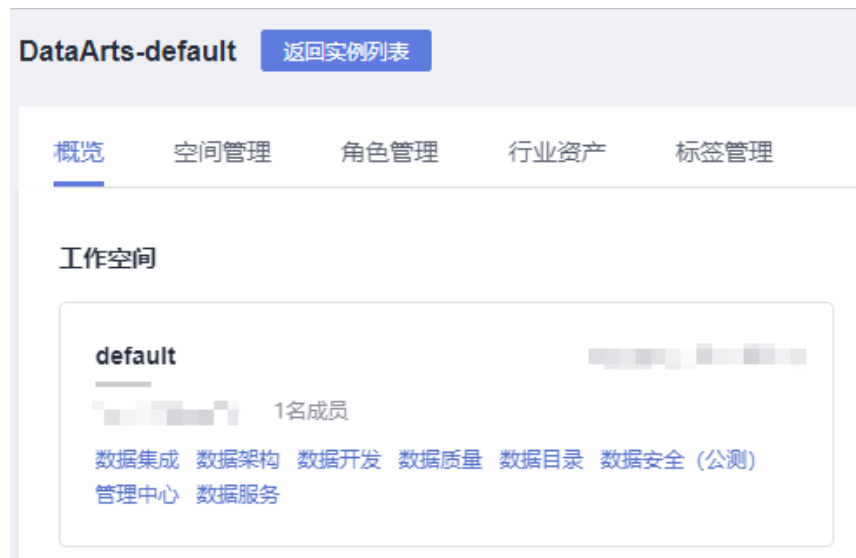 DataArts-default 返回实例列表
概览 空间管理 角色管理 行业资产 标签管理
工作空间
default
1名成员
数据集成 数据架构 数据开发 数据质量 数据目录 数据安全（公测）
管理中心 数据服务